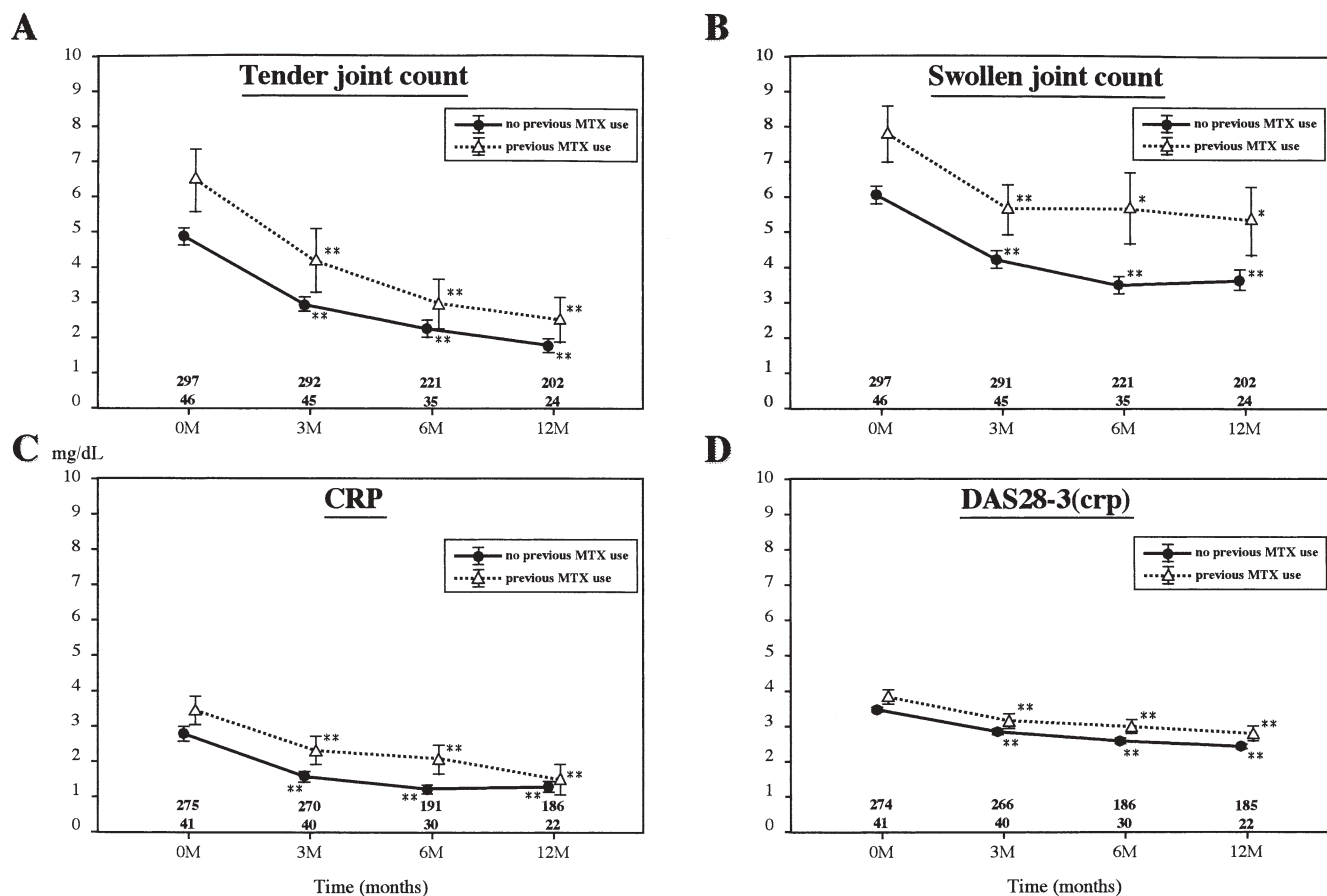 A
Tender joint count
10
9
8
7
6
5
4
3
2
1
0
no previous MTX use
previous MTX use
**
**
**
**
**
**
297 292 221 202
46 45 35 24
0M 3M 6M 12M
B
Swollen joint count
10
9
8
7
6
5
4
3
2
1
0
no previous MTX use
previous MTX use
**
*
*
**
**
**
297 291 221 202
46 45 35 24
0M 3M 6M 12M
C
mg/dL
CRP
10
9
8
7
6
5
4
3
2
1
0
no previous MTX use
previous MTX use
**
**
**
**
**
**
275 270 191 186
41 40 30 22
0M 3M 6M 12M
Time (months)
D
DAS28-3(crp)
10
9
8
7
6
5
4
3
2
1
0
no previous MTX use
previous MTX use
**
**
**
**
**
**
274 266 186 185
41 40 30 22
0M 3M 6M 12M
Time (months)